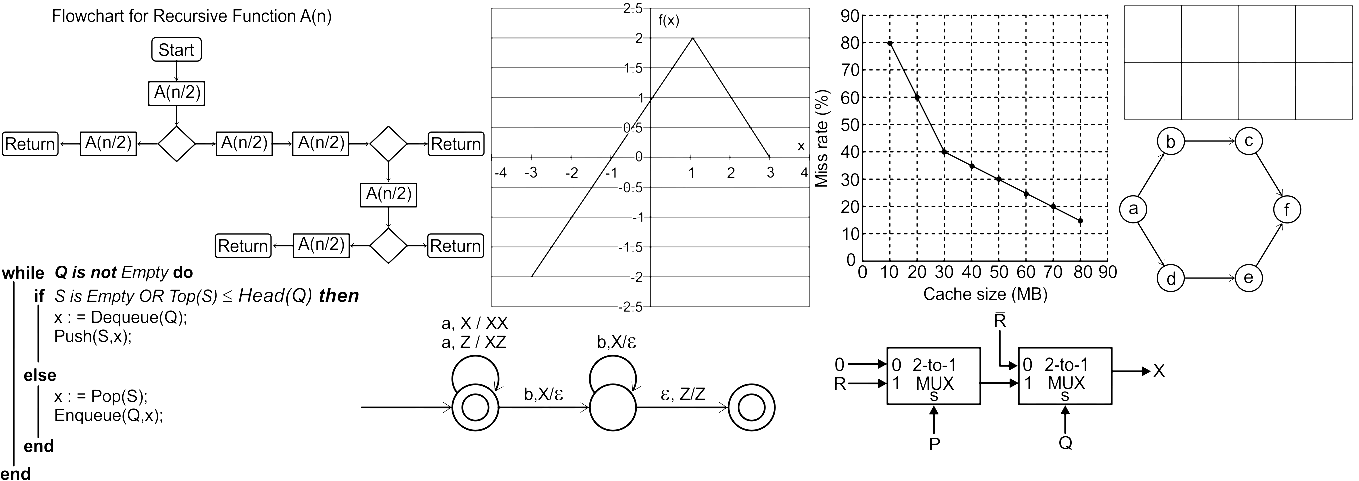 Flowchart for Recursive Function A(n)
Start
A(n/2)
Return
A(n/2)
A(n/2)
A(n/2)
Return
A(n/2)
Return
A(n/2)
Return
while Q is not Empty do
if S is Empty OR Top(S) ≤ Head(Q) then
x : = Dequeue(Q);
Push(S,x);
else
x : = Pop(S);
Enqueue(Q,x);
end
end
2.5
f(x)
2
1.5
1
0.5
x
0
-4 -3 -2 -1 1 2 3 4
-0.5
-1
-1.5
-2
-2.5
a, X / XX
a, Z / XZ
b,X/ε
b,X/ε
ε, Z/Z
Miss rate (%)
90
80
70
60
50
40
30
20
10
0
0 10 20 30 40 50 60 70 80 90
Cache size (MB)
b
c
a
f
d
e
R̅
0
0 2-to-1
R
1 MUX
s
P
0 2-to-1
1 MUX
s
Q
X